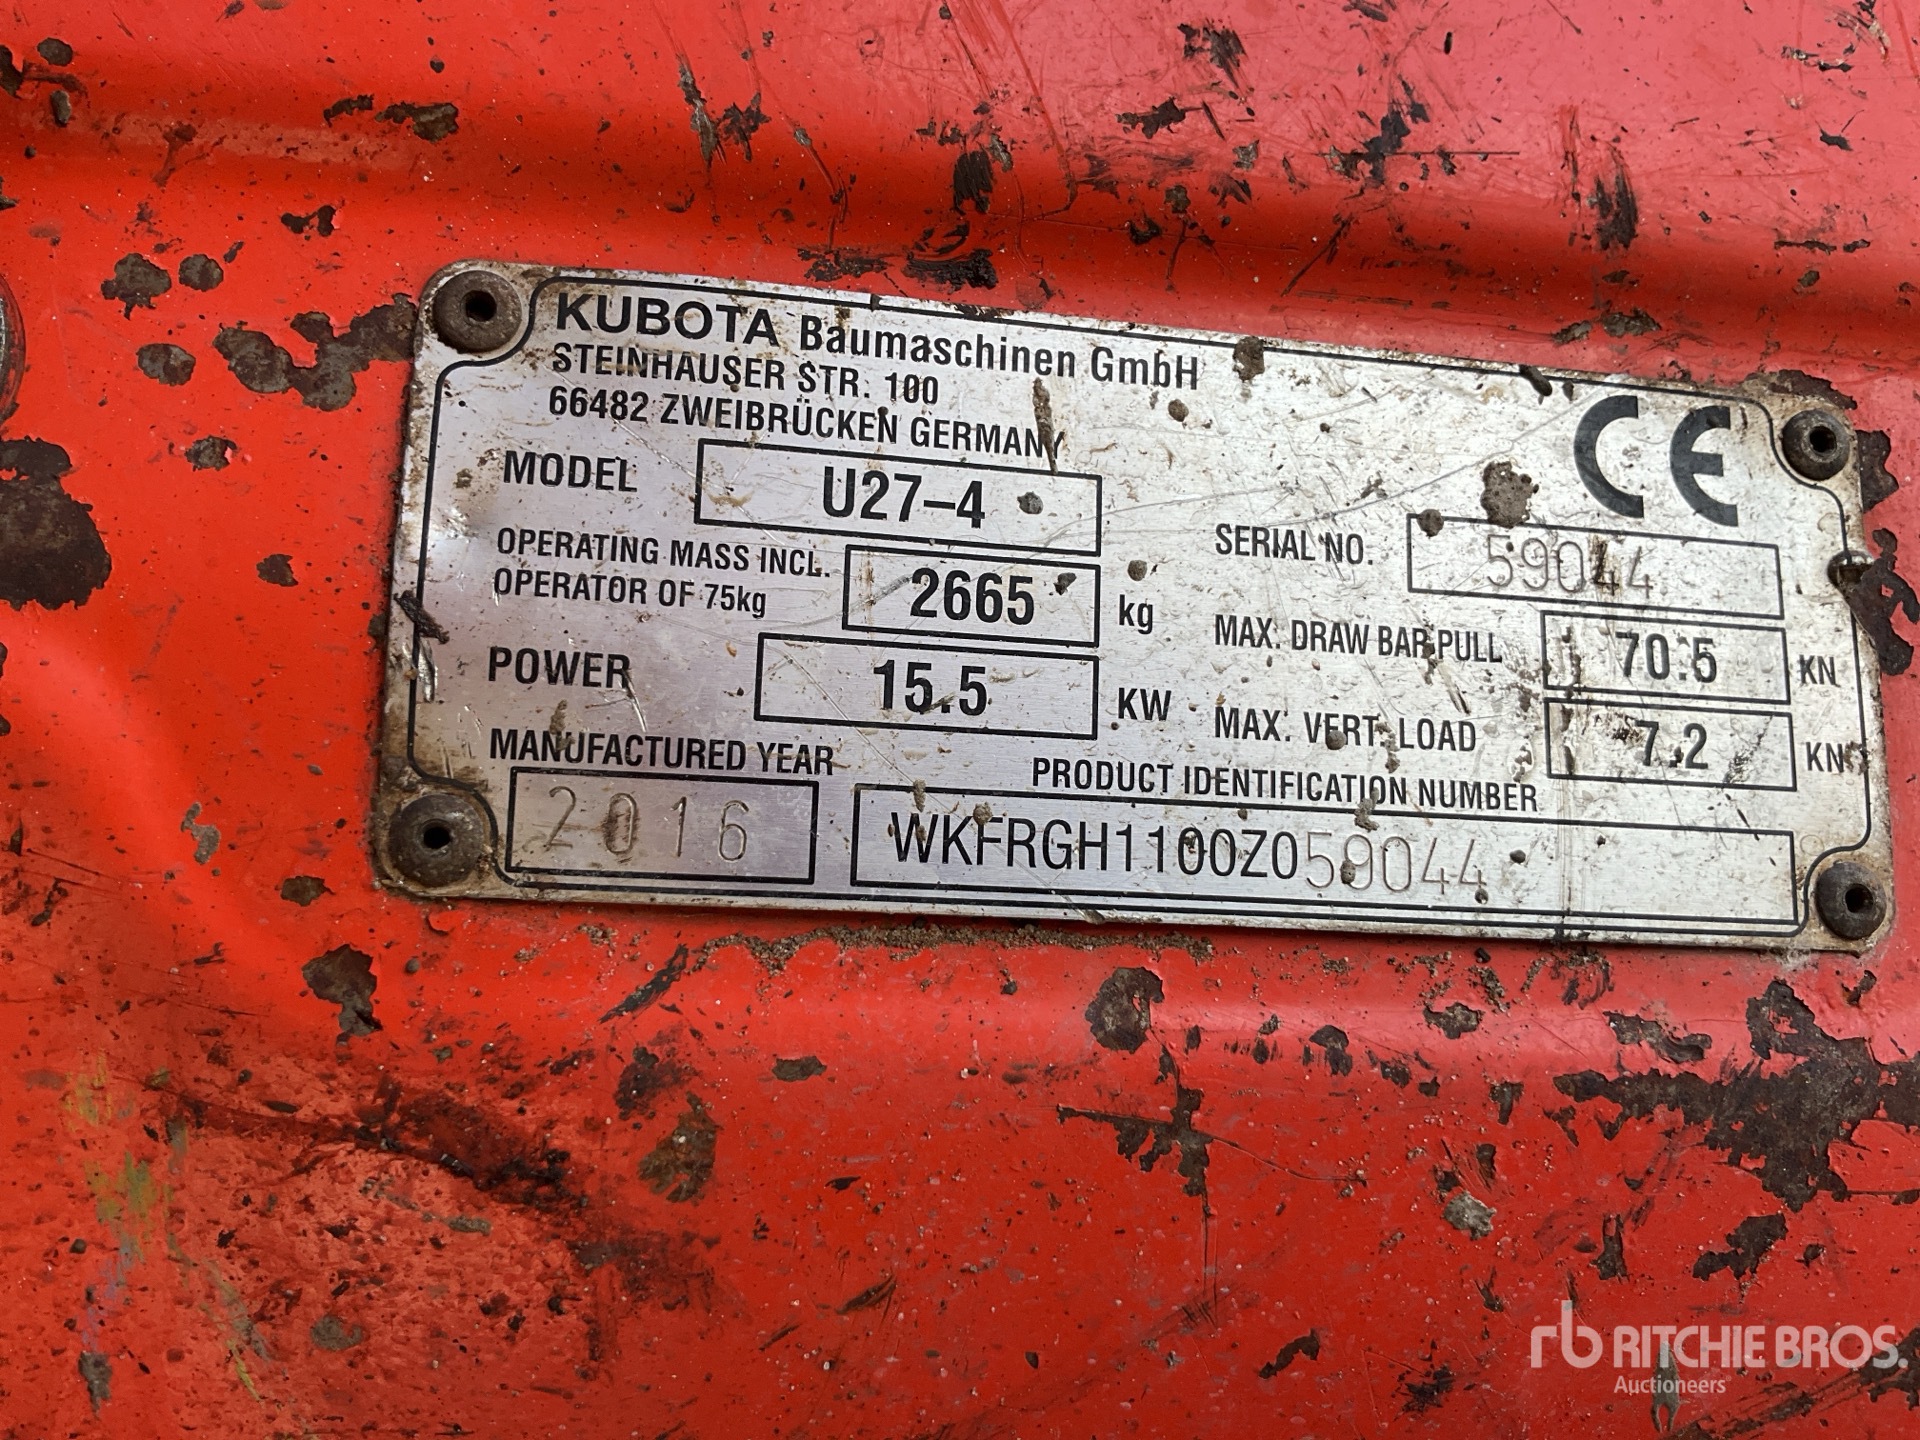 KUBOTA Baumaschinen GmbH
STEINHAUSER STR. 100
66482 ZWEIBRÜCKEN GERMANY
CE
MODEL U27-4
SERIAL NO. 59044
OPERATING MASS INCL.
OPERATOR OF 75kg 2665 kg
MAX. DRAW BAR PULL 70.5 KN
POWER 15.5 KW
MAX. VERT. LOAD 7.2 KN
MANUFACTURED YEAR
2016
PRODUCT IDENTIFICATION NUMBER
WKFRGH1100Z059044
rb RITCHIE BROS.
Auctioneers